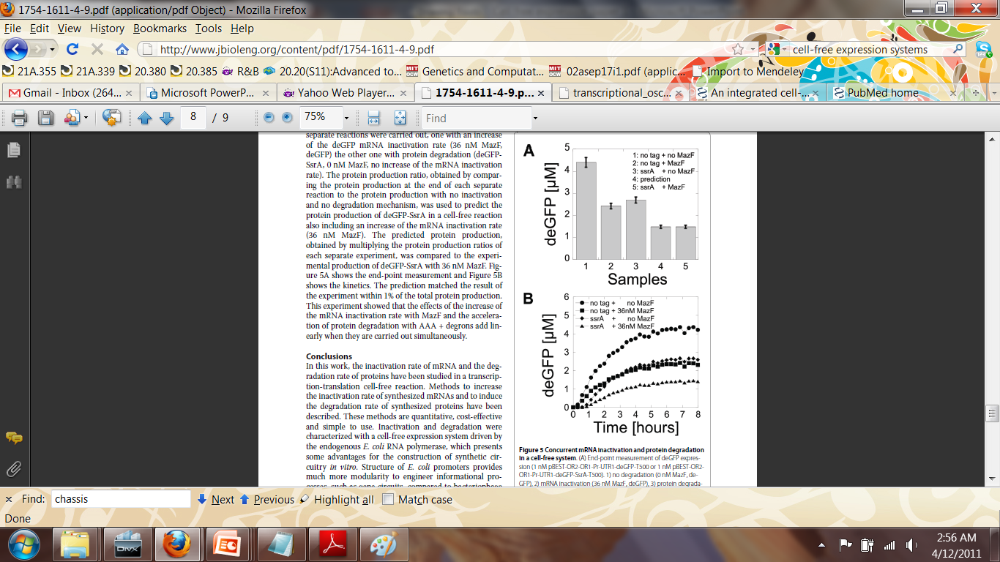 1754-1611-4-9.pdf (application/pdf Object) - Mozilla Firefox
File Edit View History Bookmarks Tools Help
http://www.jbioleng.org/content/pdf/1754-1611-4-9.pdf
cell-free expression systems
21A.355 21A.339 20.380 20.385 R&B 20.20(S11):Advanced to... Genetics and Computat... 02asep17i1.pdf (applic... Import to Mendeley
Gmail - Inbox (264... Microsoft PowerP... Yahoo Web Player... 1754-1611-4-9.p... transcriptional_osc... An integrated cell-... PubMed home
8 / 9 75% Find
separate reactions were carried out, one with an increase
of the deGFP mRNA inactivation rate (36 nM MazF,
deGFP) the other one with protein degradation (deGFP-
SsrA, 0 nM MazF, no increase of the mRNA inactivation
rate). The protein production ratio, obtained by compar-
ing the protein production at the end of each separate
reaction to the protein production with no inactivation
and no degradation mechanism, was used to predict the
protein production of deGFP-SsrA in a cell-free reaction
also including an increase of the mRNA inactivation rate
(36 nM MazF). The predicted protein production,
obtained by multiplying the protein production ratios of
each separate experiment, was compared to the experi-
mental production of deGFP-SsrA with 36 nM MazF. Fig-
ure 5A shows the end-point measurement and Figure 5B
shows the kinetics. The prediction matched the result of
the experiment within 1% of the total protein production.
This experiment showed that the effects of the increase of
the mRNA inactivation rate with MazF and the accelera-
tion of protein degradation with AAA + degrons add lin-
early when they are carried out simultaneously.
Conclusions
In this work, the inactivation rate of mRNA and the deg-
radation rate of proteins have been studied in a transcrip-
tion-translation cell-free reaction. Methods to increase
the inactivation rate of synthesized mRNAs and to induce
the degradation rate of synthesized proteins have been
described. These methods are quantitative, cost-effective
and simple to use. Inactivation and degradation were
characterized with a cell-free expression system driven by
the endogenous E. coli RNA polymerase, which presents
some advantages for the construction of synthetic cir-
cuitry in vitro. Structure of E. coli promoters provides
much more modularity to engineer informational pro-
cesses, such as gene circuits, compared to bacteriophage
A
deGFP [µM]
5
4
3
2
1
0
1: no tag + no MazF
2: no tag + MazF
3: ssrA + no MazF
4: prediction
5: ssrA + MazF
1 2 3 4 5
Samples
B
deGFP [µM]
6
5
4
3
2
1
0
no tag + no MazF
no tag + 36nM MazF
ssrA + no MazF
ssrA + 36nM MazF
0 1 2 3 4 5 6 7 8
Time [hours]
Figure 5 Concurrent mRNA inactivation and protein degradation
in a cell-free system. (A) End-point measurement of deGFP expres-
sion (1 nM pBEST-OR2-OR1-Pr-UTR1-deGFP-T500 or 1 nM pBEST-OR2-
OR1-Pr-UTR1-deGFP-SsrA-T500). 1) no degradation (0 nM MazF, de-
GFP), 2) mRNA inactivation (36 nM MazF, deGFP), 3) protein degrada-
Find: chassis Next Previous Highlight all Match case
Done
DIVX
2:56 AM
4/12/2011